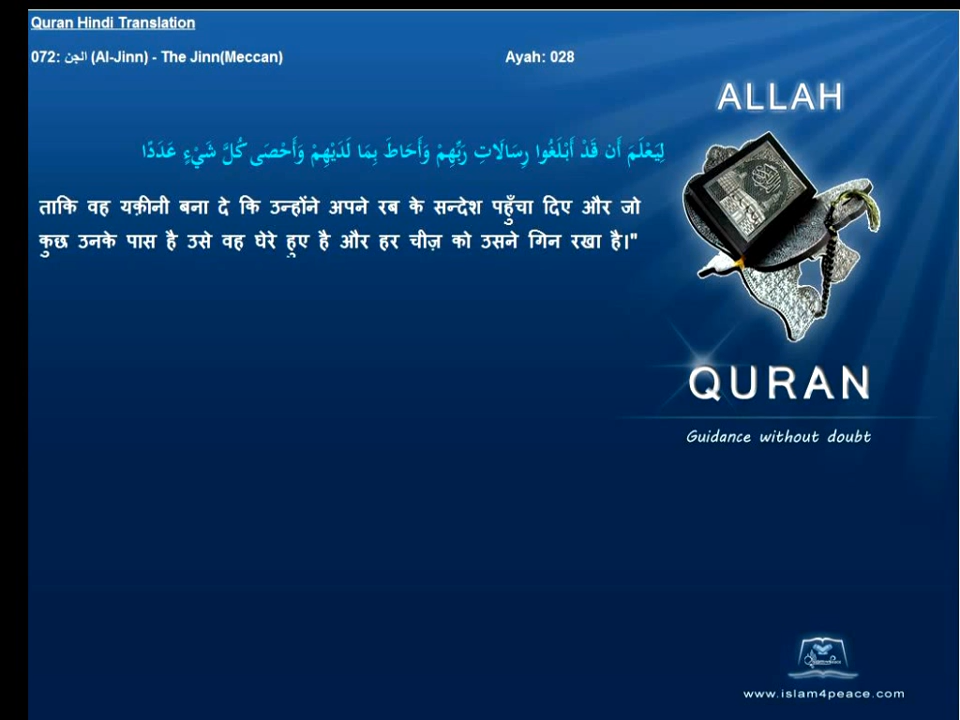 Quran Hindi Translation
072: الجن (Al-Jinn) - The Jinn(Meccan) Ayah: 028
ALLAH
لِيَعْلَمَ أَن قَدْ أَبْلَغُوا رِسَالَاتِ رَبِّهِمْ وَأَحَاطَ بِمَا لَدَيْهِمْ وَأَحْصَى كُلَّ شَيْءٍ عَدَدًا
ताकि वह यक़ीनी बना दे कि उन्होंने अपने रब के सन्देश पहुँचा दिए और जो
कुछ उनके पास है उसे वह घेरे हुए है और हर चीज़ को उसने गिन रखा है।"
QURAN
Guidance without doubt
www.islam4peace.com